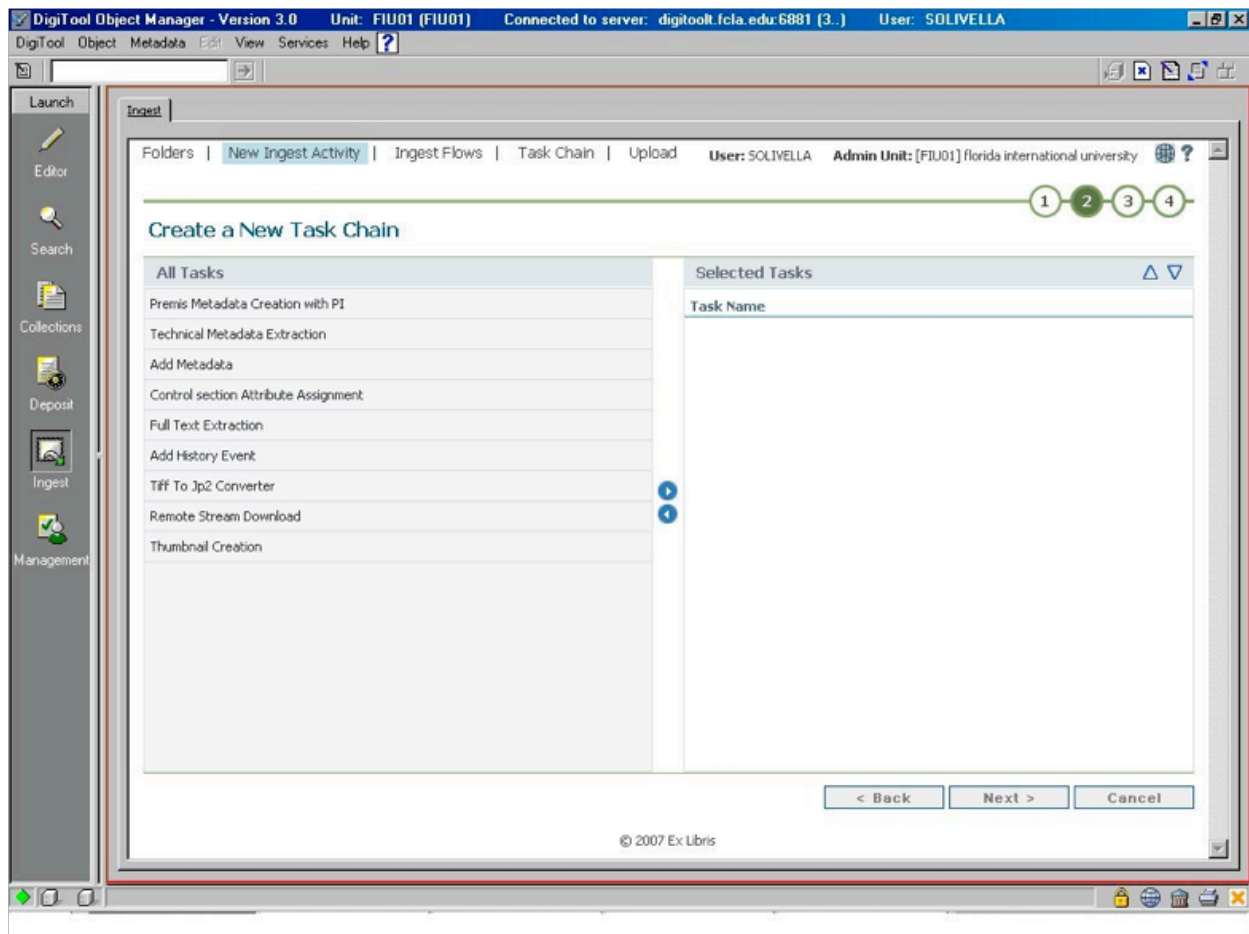 DigiTool Object Manager - Version 3.0 Unit: FIU01 (FIU01) Connected to server: digitoolt.fcla.edu:6881 (3..) User: SOLIVELLA
DigiTool Object Metadata Edit View Services Help ?
Launch
Editor
Search
Collections
Deposit
Ingest
Management
Ingest
Folders | New Ingest Activity | Ingest Flows | Task Chain | Upload User: SOLIVELLA Admin Unit: [FIU01] florida international university ?
1 2 3 4
Create a New Task Chain
All Tasks
Premis Metadata Creation with PI
Technical Metadata Extraction
Add Metadata
Control section Attribute Assignment
Full Text Extraction
Add History Event
Tiff To Jp2 Converter
Remote Stream Download
Thumbnail Creation
Selected Tasks
Task Name
< Back Next > Cancel
© 2007 Ex Libris